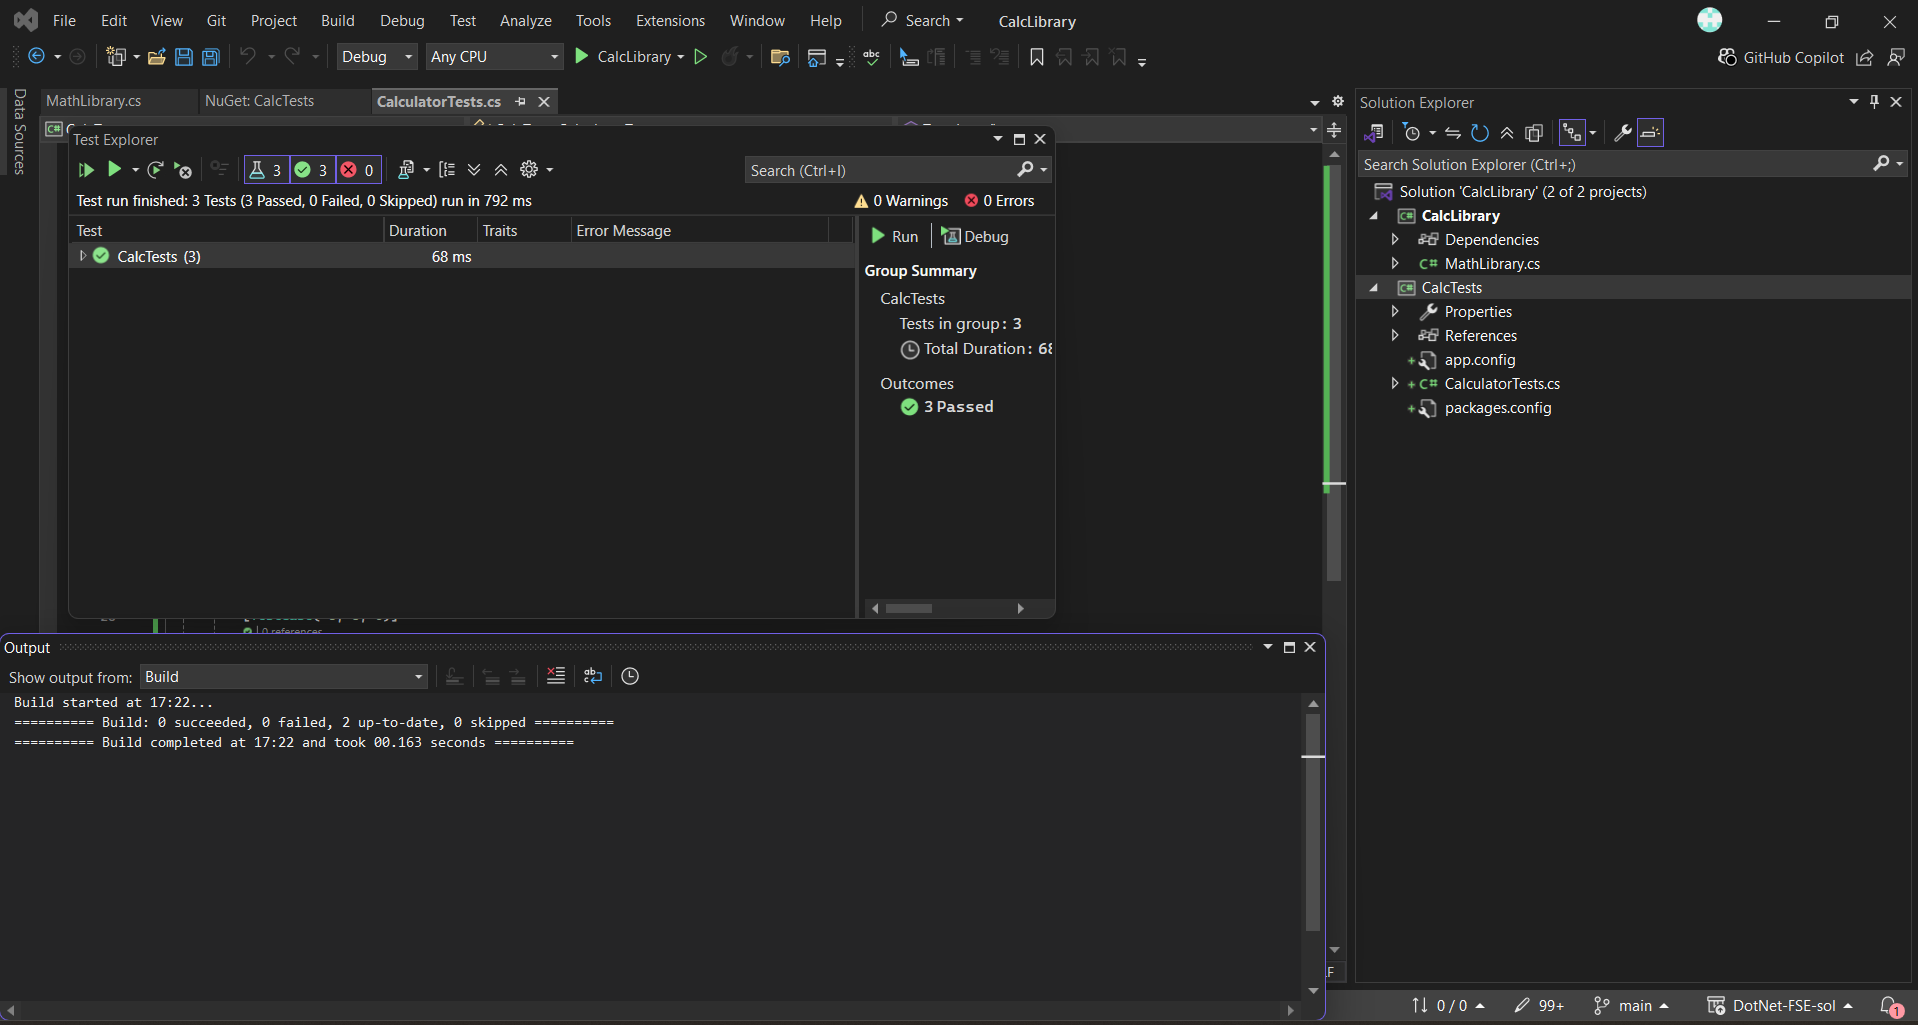 File Edit View Git Project Build Debug Test Analyze Tools Extensions Window Help Search CalcLibrary
Debug Any CPU CalcLibrary GitHub Copilot
Data Sources
MathLibrary.cs NuGet: CalcTests CalculatorTests.cs
Test Explorer
3 3 0 Search (Ctrl+I)
Test run finished: 3 Tests (3 Passed, 0 Failed, 0 Skipped) run in 792 ms 0 Warnings 0 Errors
Test Duration Traits Error Message
CalcTests (3) 68 ms
Run Debug
Group Summary
CalcTests
Tests in group: 3
Total Duration: 68
Outcomes
3 Passed
0 references
Output
Show output from: Build
Build started at 17:22...
========== Build: 0 succeeded, 0 failed, 2 up-to-date, 0 skipped ==========
========== Build completed at 17:22 and took 00.163 seconds ==========
Solution Explorer
Search Solution Explorer (Ctrl+;)
Solution 'CalcLibrary' (2 of 2 projects)
C# CalcLibrary
Dependencies
C# MathLibrary.cs
C# CalcTests
Properties
References
app.config
C# CalculatorTests.cs
packages.config
0 / 0 99+ main DotNet-FSE-sol 1